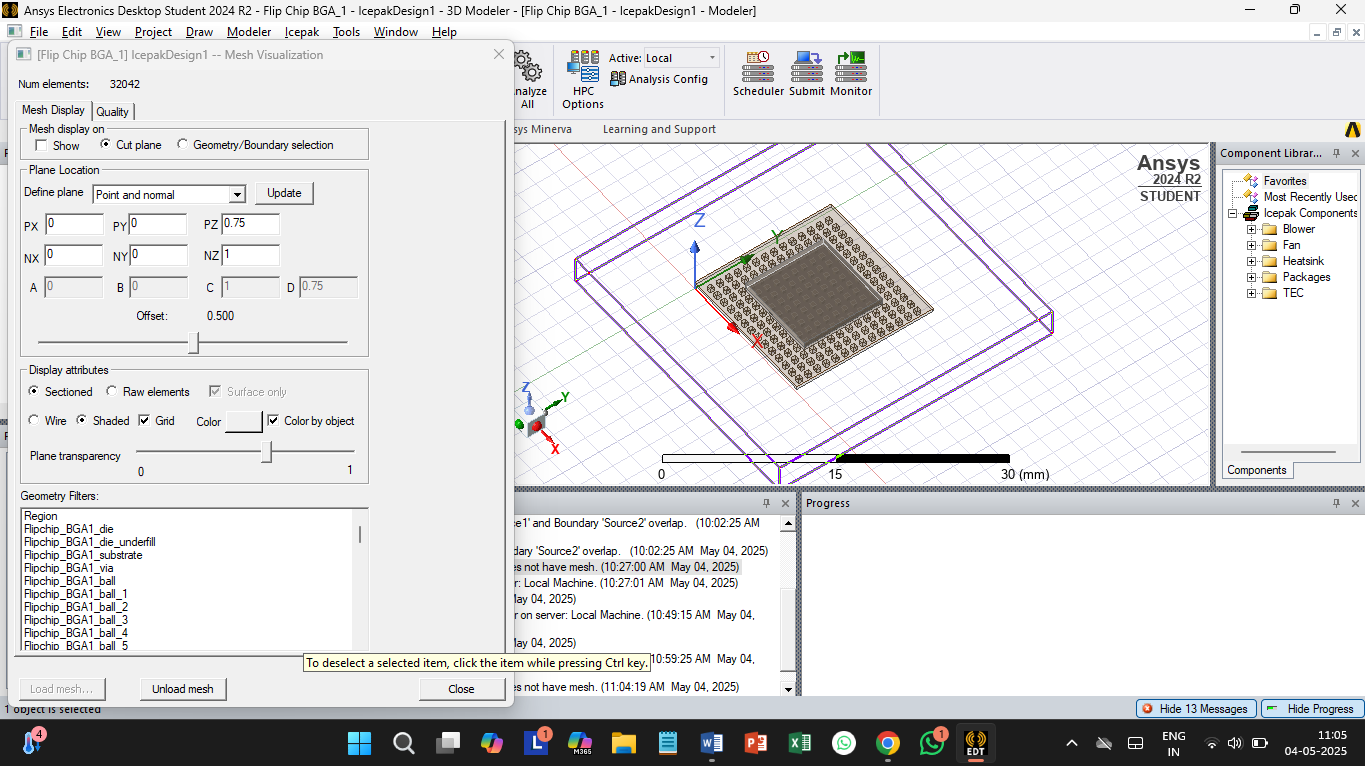 Ansys Electronics Desktop Student 2024 R2 - Flip Chip BGA_1 - IcepakDesign1 - 3D Modeler - [Flip Chip BGA_1 - IcepakDesign1 - Modeler]
File Edit View Project Draw Modeler Icepak Tools Window Help
[Flip Chip BGA_1] IcepakDesign1 -- Mesh Visualization
Num elements: 32042
Mesh Display Quality
Mesh display on
Show Cut plane Geometry/Boundary selection
Plane Location
Define plane Point and normal Update
PX 0 PY 0 PZ 0.75
NX 0 NY 0 NZ 1
A 0 B 0 C 1 D 0.75
Offset: 0.500
Display attributes
Sectioned Raw elements Surface only
Wire Shaded Grid Color Color by object
Plane transparency
0 1
Geometry Filters:
Region
Flipchip_BGA1_die
Flipchip_BGA1_die_underfill
Flipchip_BGA1_substrate
Flipchip_BGA1_via
Flipchip_BGA1_ball
Flipchip_BGA1_ball_1
Flipchip_BGA1_ball_2
Flipchip_BGA1_ball_3
Flipchip_BGA1_ball_4
Flipchip_BGA1_ball_5
To deselect a selected item, click the item while pressing Ctrl key.
Load mesh... Unload mesh Close
1 object is selected
nalyze
All
HPC
Options
Active: Local
Analysis Config
Scheduler Submit Monitor
sys Minerva Learning and Support
Ansys
2024 R2
STUDENT
Z
Y
X
Z
Y
X
0 15 30 (mm)
Component Librar...
Favorites
Most Recently Used
Icepak Components
Blower
Fan
Heatsink
Packages
TEC
Components
ce1' and Boundary 'Source2' overlap. (10:02:25 AM
dary 'Source2' overlap. (10:02:25 AM May 04, 2025)
es not have mesh. (10:27:00 AM May 04, 2025)
r: Local Machine. (10:27:01 AM May 04, 2025)
May 04, 2025)
r on server: Local Machine. (10:49:15 AM May 04,
May 04, 2025)
10:59:25 AM May 04,
es not have mesh. (11:04:19 AM May 04, 2025)
Progress
Hide 13 Messages Hide Progress
4
1
M365
1
EDT
ENG
IN
11:05
04-05-2025